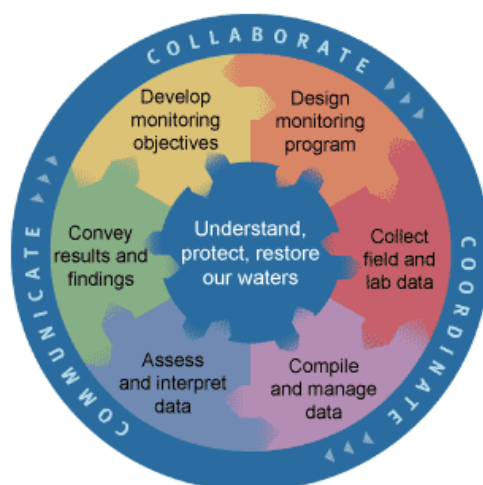 COLLABORATE
Develop
monitoring
objectives
Design
monitoring
program
Convey
results and
findings
Understand,
protect, restore
our waters
Collect
field and
lab data
Assess
and interpret
data
Compile
and manage
data
COMMUNICATE
COORDINATE